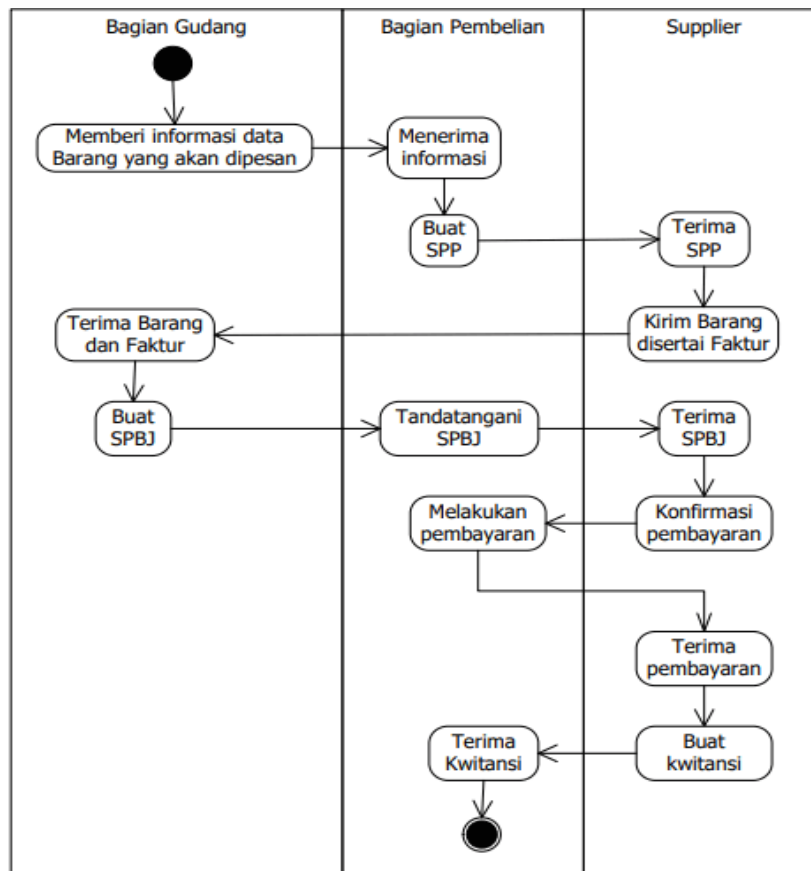 Bagian Gudang
Bagian Pembelian
Supplier
Memberi informasi data
Barang yang akan dipesan
Menerima
informasi
Buat
SPP
Terima
SPP
Kirim Barang
disertai Faktur
Terima Barang
dan Faktur
Buat
SPBJ
Tandatangani
SPBJ
Terima
SPBJ
Konfirmasi
pembayaran
Melakukan
pembayaran
Terima
pembayaran
Buat
kwitansi
Terima
Kwitansi